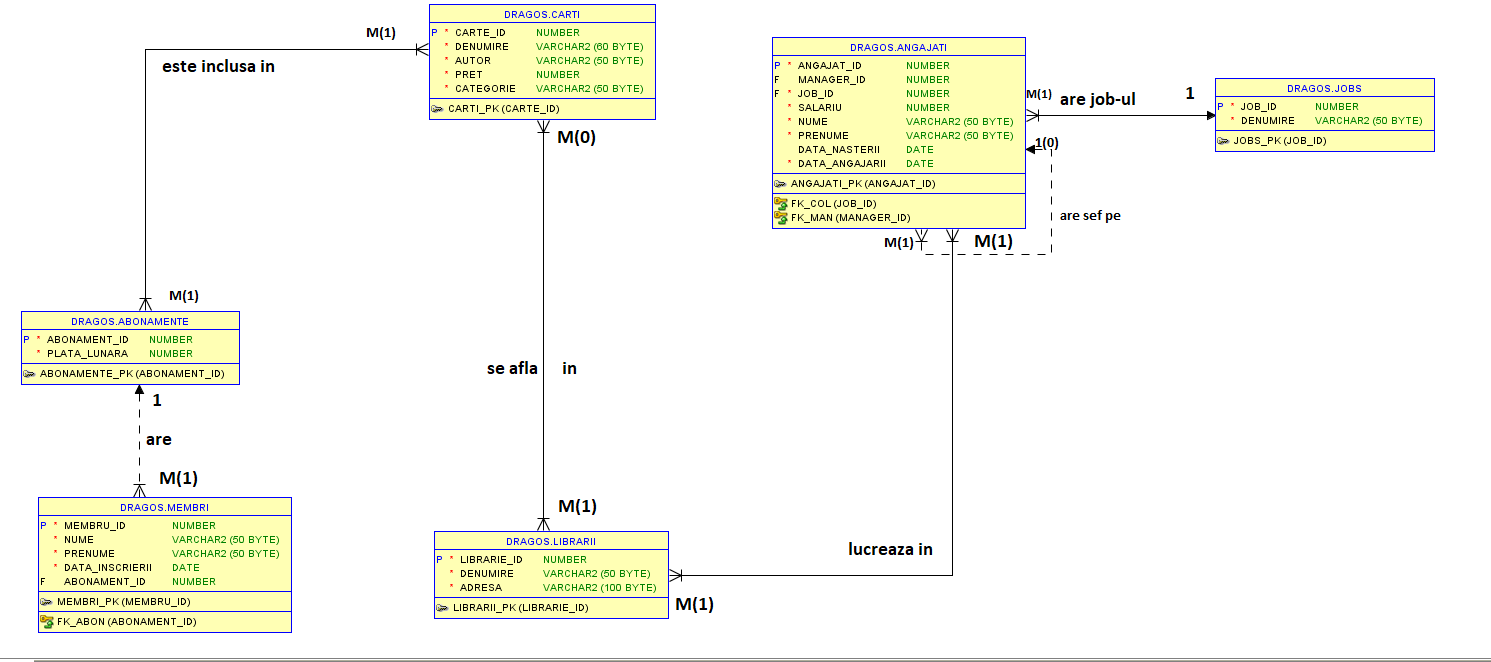 DRAGOS.CARTI
P * CARTE_ID NUMBER
* DENUMIRE VARCHAR2 (60 BYTE)
* AUTOR VARCHAR2 (50 BYTE)
* PRET NUMBER
* CATEGORIE VARCHAR2 (50 BYTE)
CARTI_PK (CARTE_ID)
M(1)
este inclusa in
M(0)
DRAGOS.ANGAJATI
P * ANGAJAT_ID NUMBER
F MANAGER_ID NUMBER
F * JOB_ID NUMBER
* SALARIU NUMBER
* NUME VARCHAR2 (50 BYTE)
* PRENUME VARCHAR2 (50 BYTE)
DATA_NASTERII DATE
* DATA_ANGAJARII DATE
ANGAJATI_PK (ANGAJAT_ID)
FK_COL (JOB_ID)
FK_MAN (MANAGER_ID)
M(1)
are job-ul
1
DRAGOS.JOBS
P * JOB_ID NUMBER
* DENUMIRE VARCHAR2 (50 BYTE)
JOBS_PK (JOB_ID)
1(0)
are sef pe
M(1)
M(1)
M(1)
DRAGOS.ABONAMENTE
P * ABONAMENT_ID NUMBER
* PLATA_LUNARA NUMBER
ABONAMENTE_PK (ABONAMENT_ID)
1
are
M(1)
se afla in
DRAGOS.MEMBRI
P * MEMBRU_ID NUMBER
* NUME VARCHAR2 (50 BYTE)
* PRENUME VARCHAR2 (50 BYTE)
* DATA_INSCRIERII DATE
F ABONAMENT_ID NUMBER
MEMBRI_PK (MEMBRU_ID)
FK_ABON (ABONAMENT_ID)
M(1)
DRAGOS.LIBRARII
P * LIBRARIE_ID NUMBER
* DENUMIRE VARCHAR2 (50 BYTE)
* ADRESA VARCHAR2 (100 BYTE)
LIBRARII_PK (LIBRARIE_ID)
lucreaza in
M(1)